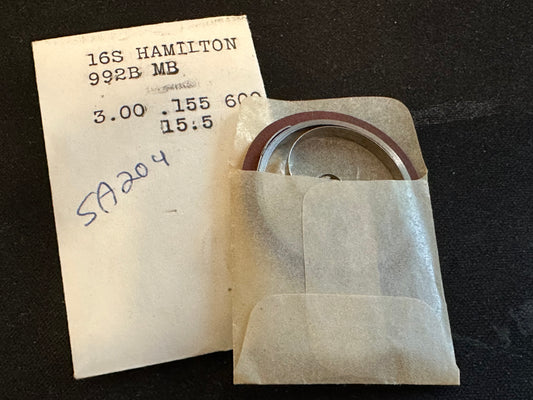 16S HAMILTON
992B MB
3.00 .155 600
15.5
SA204